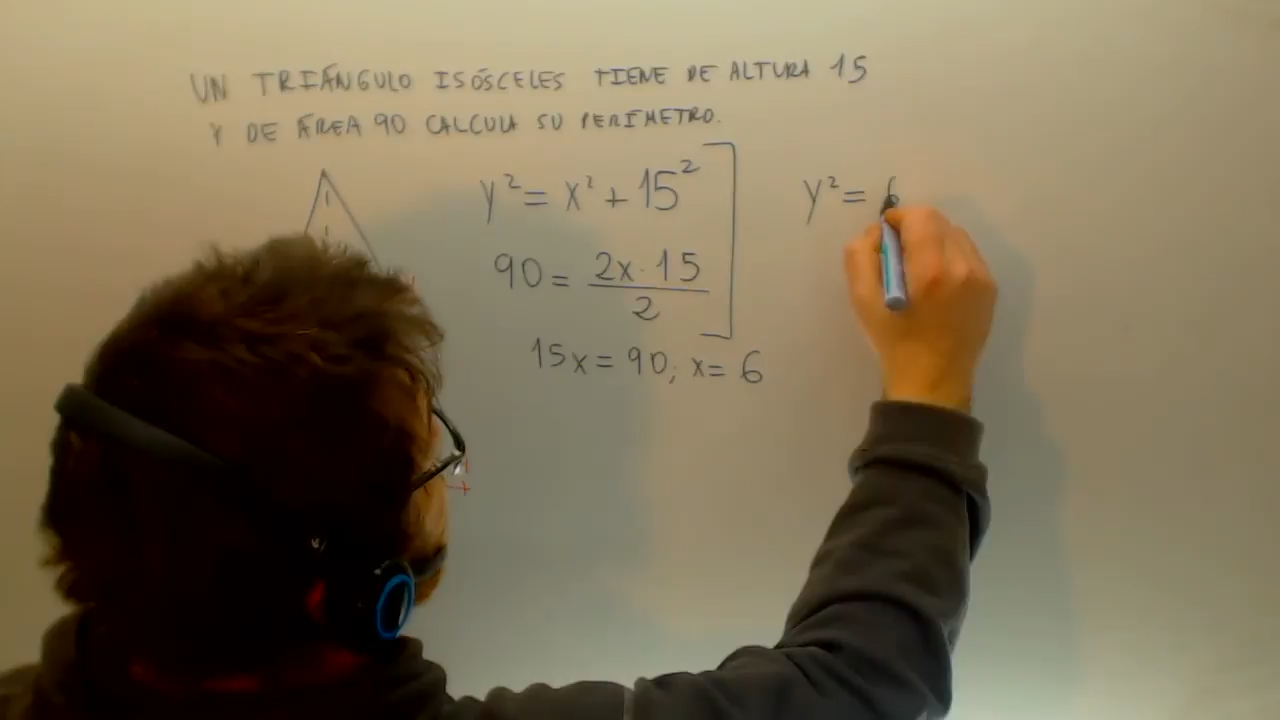 UN TRIÁNGULO ISÓSCELES TIENE DE ALTURA 15
Y DE ÁREA 90 CALCULA SU PERÍMETRO.
y² = x² + 15²
90 = 2x · 15 / 2
15x = 90; x = 6
y² = 6